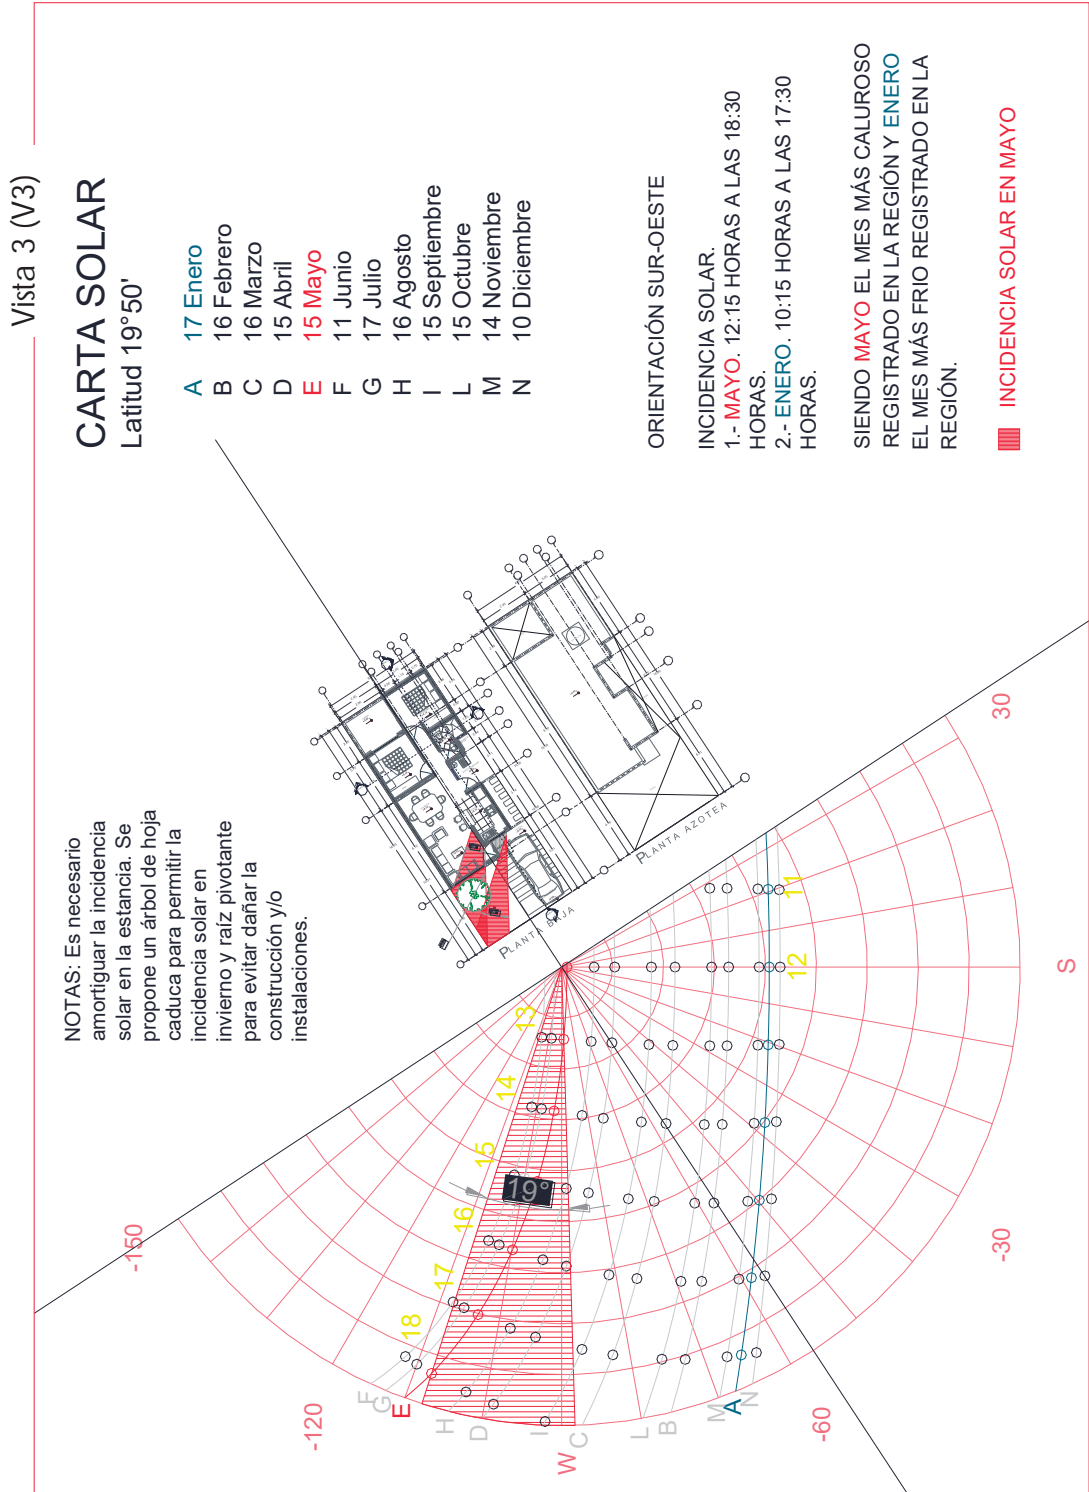 Vista 3 (V3)
CARTA SOLAR
Latitud 19°50'
A 17 Enero
B 16 Febrero
C 16 Marzo
D 15 Abril
E 15 Mayo
F 11 Junio
G 17 Julio
H 16 Agosto
I 15 Septiembre
L 15 Octubre
M 14 Noviembre
N 10 Diciembre
ORIENTACIÓN SUR-OESTE
INCIDENCIA SOLAR.
1.- MAYO. 12:15 HORAS A LAS 18:30
HORAS.
2.- ENERO. 10:15 HORAS A LAS 17:30
HORAS.
SIENDO MAYO EL MES MÁS CALUROSO
REGISTRADO EN LA REGIÓN Y ENERO
EL MES MÁS FRIO REGISTRADO EN LA
REGIÓN.
INCIDENCIA SOLAR EN MAYO
NOTAS: Es necesario
amortiguar la incidencia
solar en la estancia. Se
propone un árbol de hoja
caduca para permitir la
incidencia solar en
invierno y raíz pivotante
para evitar dañar la
construcción y/o
instalaciones.
PLANTA BAJA
PLANTA AZOTEA
-150
-120
W
-60
-30
S
30
11
12
13
14
15
16
17
18
19°
F
G
E
H
D
I
C
L
B
M
A
N